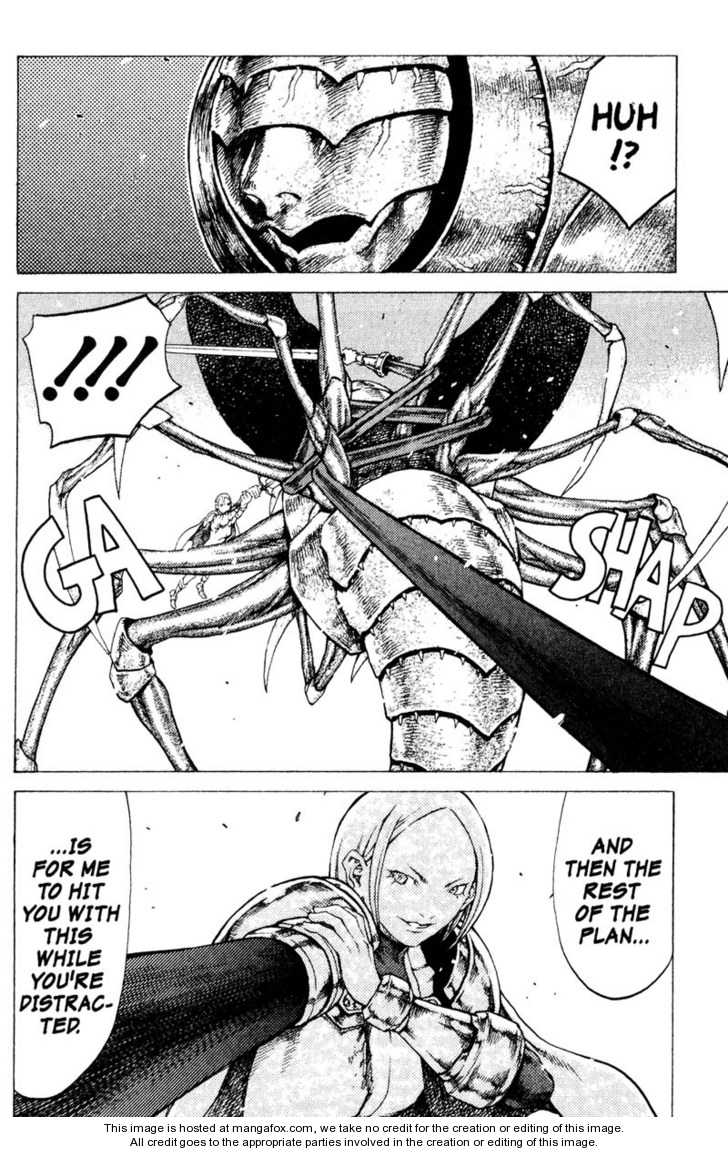 HUH
!?
!!!!
GA
SHAP
AND
THEN THE
REST
OF THE
PLAN...
...IS
FOR ME
TO HIT
YOU WITH
THIS
WHILE
YOU'RE
DISTRAC-
TED.
This image is hosted at mangafox.com, we take no credit for the creation or editing of this image.
All credit goes to the appropriate parties involved in the creation or editing of this image.